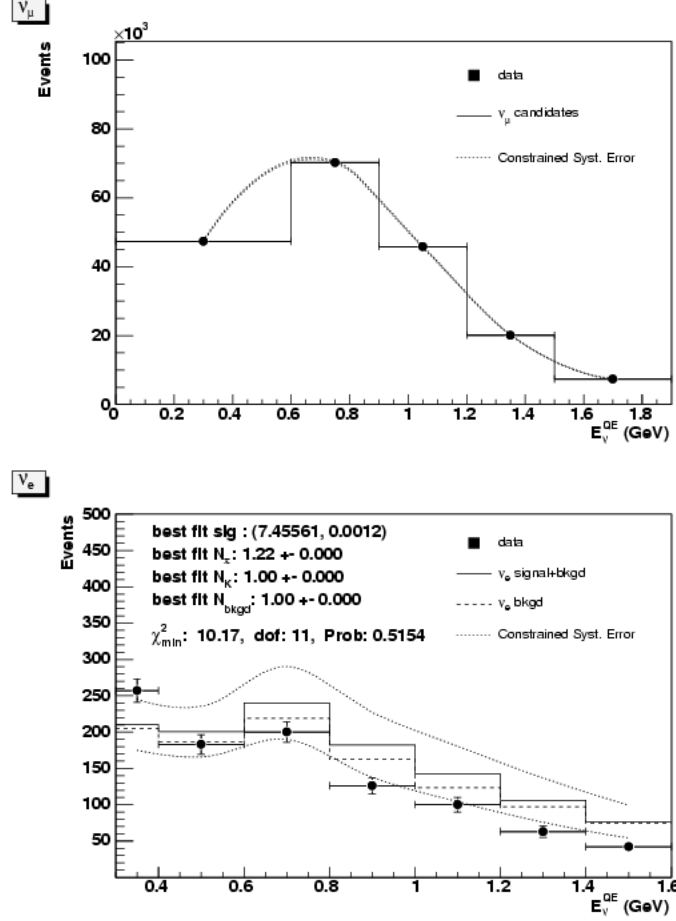 ν_μ
×10³
Events
100
80
60
40
20
0
data
ν_μ candidates
Constrained Syst. Error
0 0.2 0.4 0.6 0.8 1 1.2 1.4 1.6 1.8
E_ν^QE (GeV)
ν_e
Events
500
450
400
350
300
250
200
150
100
50
best fit sig : (7.45561, 0.0012)
best fit N_π: 1.22 +- 0.000
best fit N_K: 1.00 +- 0.000
best fit N_bkgd: 1.00 +- 0.000
χ²_min: 10.17, dof: 11, Prob: 0.5154
data
ν_e signal+bkgd
ν_e bkgd
Constrained Syst. Error
0.4 0.6 0.8 1.0 1.2 1.4 1.6
E_ν^QE (GeV)